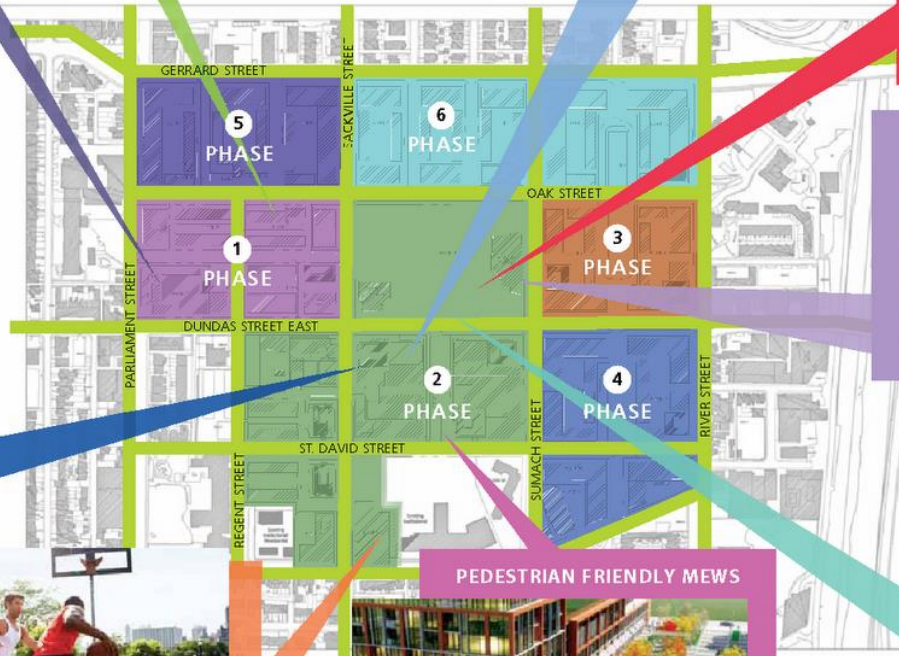 GERRARD STREET
SACKVILLE STREET
5
PHASE
6
PHASE
OAK STREET
1
PHASE
3
PHASE
PARLIAMENT STREET
DUNDAS STREET EAST
2
PHASE
4
PHASE
RIVER STREET
ST. DAVID STREET
SUMACH STREET
REGENT STREET
PEDESTRIAN FRIENDLY MEWS